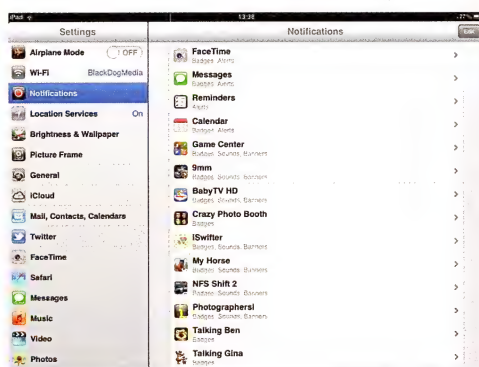 iPad
13:38
27%
Settings
Notifications
Edit
Airplane Mode OFF
Wi-Fi BlackDogMedia
Notifications
Location Services On
Brightness & Wallpaper
Picture Frame
General
iCloud
Mail, Contacts, Calendars
Twitter
FaceTime
Safari
Messages
Music
Video
Photos
FaceTime
Badges, Alerts
Messages
Badges, Alerts
Reminders
Alerts
Calendar
Badges, Alerts
Game Center
Badges, Sounds, Banners
9mm
Badges, Sounds, Banners
BabyTV HD
Badges, Sounds, Banners
Crazy Photo Booth
Badges
iSwifter
Badges, Sounds, Banners
My Horse
Badges, Sounds, Banners
NFS Shift 2
Badges, Sounds, Banners
Photographersi
Badges, Sounds, Banners
Talking Ben
Badges
Talking Gina
Badges